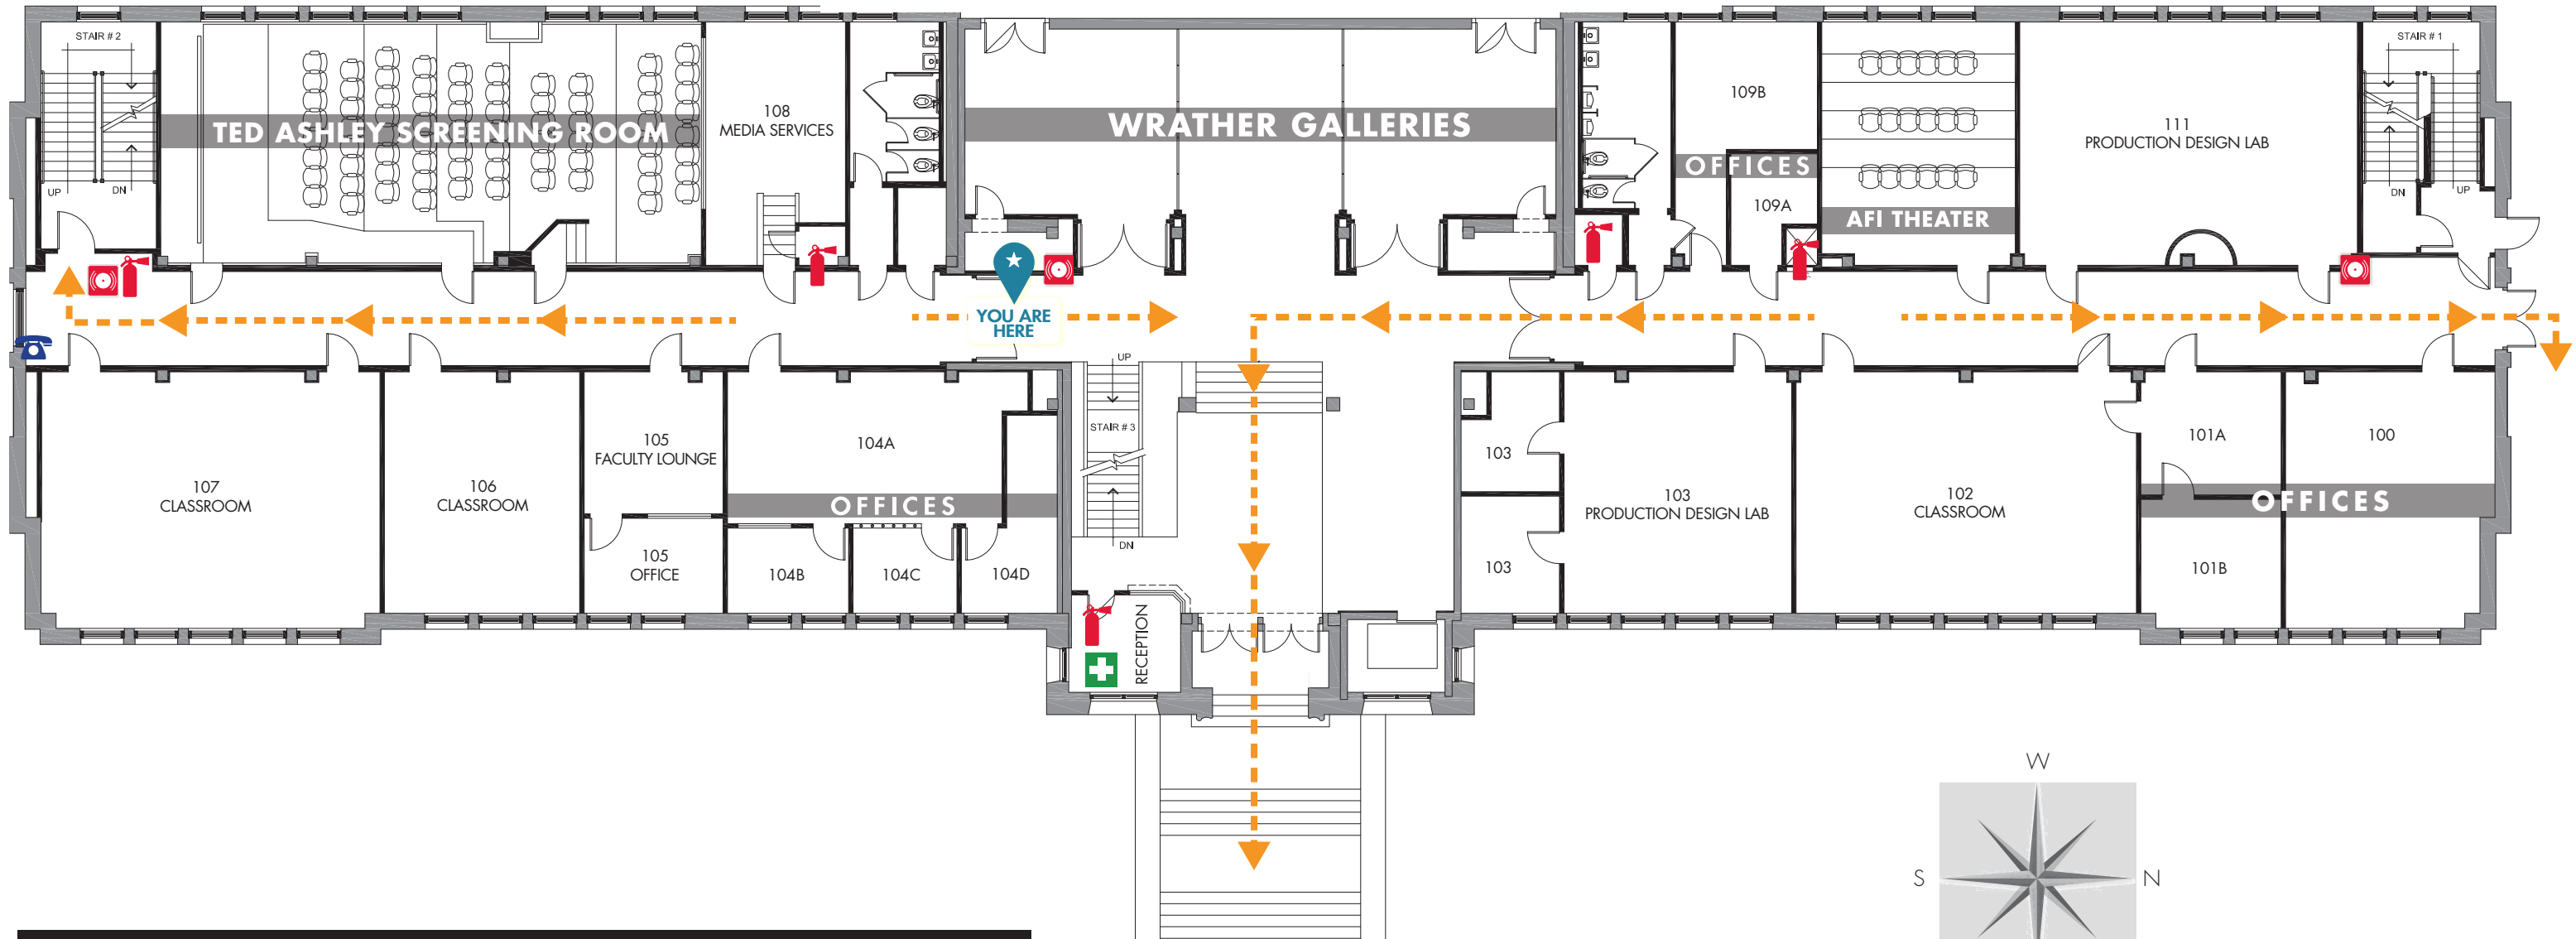 STAIR # 2
UP
DN
TED ASHLEY SCREENING ROOM
108
MEDIA SERVICES
WRATHER GALLERIES
109B
OFFICES
109A
AFI THEATER
111
PRODUCTION DESIGN LAB
STAIR # 1
DN
UP
YOU ARE
HERE
107
CLASSROOM
106
CLASSROOM
105
FACULTY LOUNGE
105
OFFICE
104A
OFFICES
104B
104C
104D
UP
STAIR # 3
DN
RECEPTION
103
103
103
PRODUCTION DESIGN LAB
102
CLASSROOM
101A
100
OFFICES
101B
W
S
N